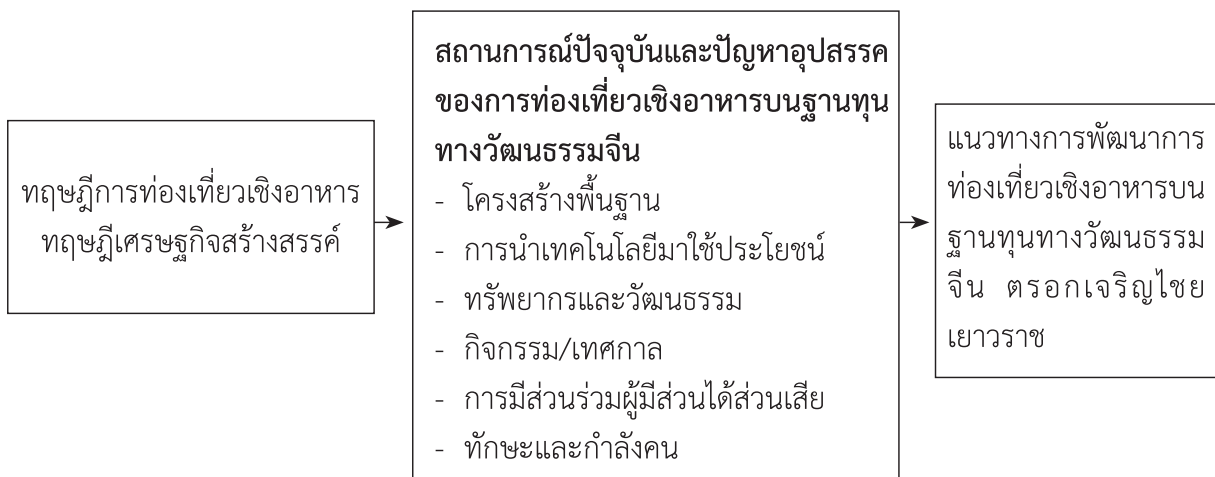 ทฤษฎีการท่องเที่ยวเชิงอาหาร
ทฤษฎีเศรษฐกิจสร้างสรรค์
สถานการณ์ปัจจุบันและปัญหาอุปสรรค
ของการท่องเที่ยวเชิงอาหารบนฐานทุน
ทางวัฒนธรรมจีน
- โครงสร้างพื้นฐาน
- การนำเทคโนโลยีมาใช้ประโยชน์
- ทรัพยากรและวัฒนธรรม
- กิจกรรม/เทศกาล
- การมีส่วนร่วมผู้มีส่วนได้ส่วนเสีย
- ทักษะและกำลังคน
แนวทางการพัฒนาการ
ท่องเที่ยวเชิงอาหารบน
ฐานทุนทางวัฒนธรรม
จีน ตรอกเจริญไชย
เยาวราช